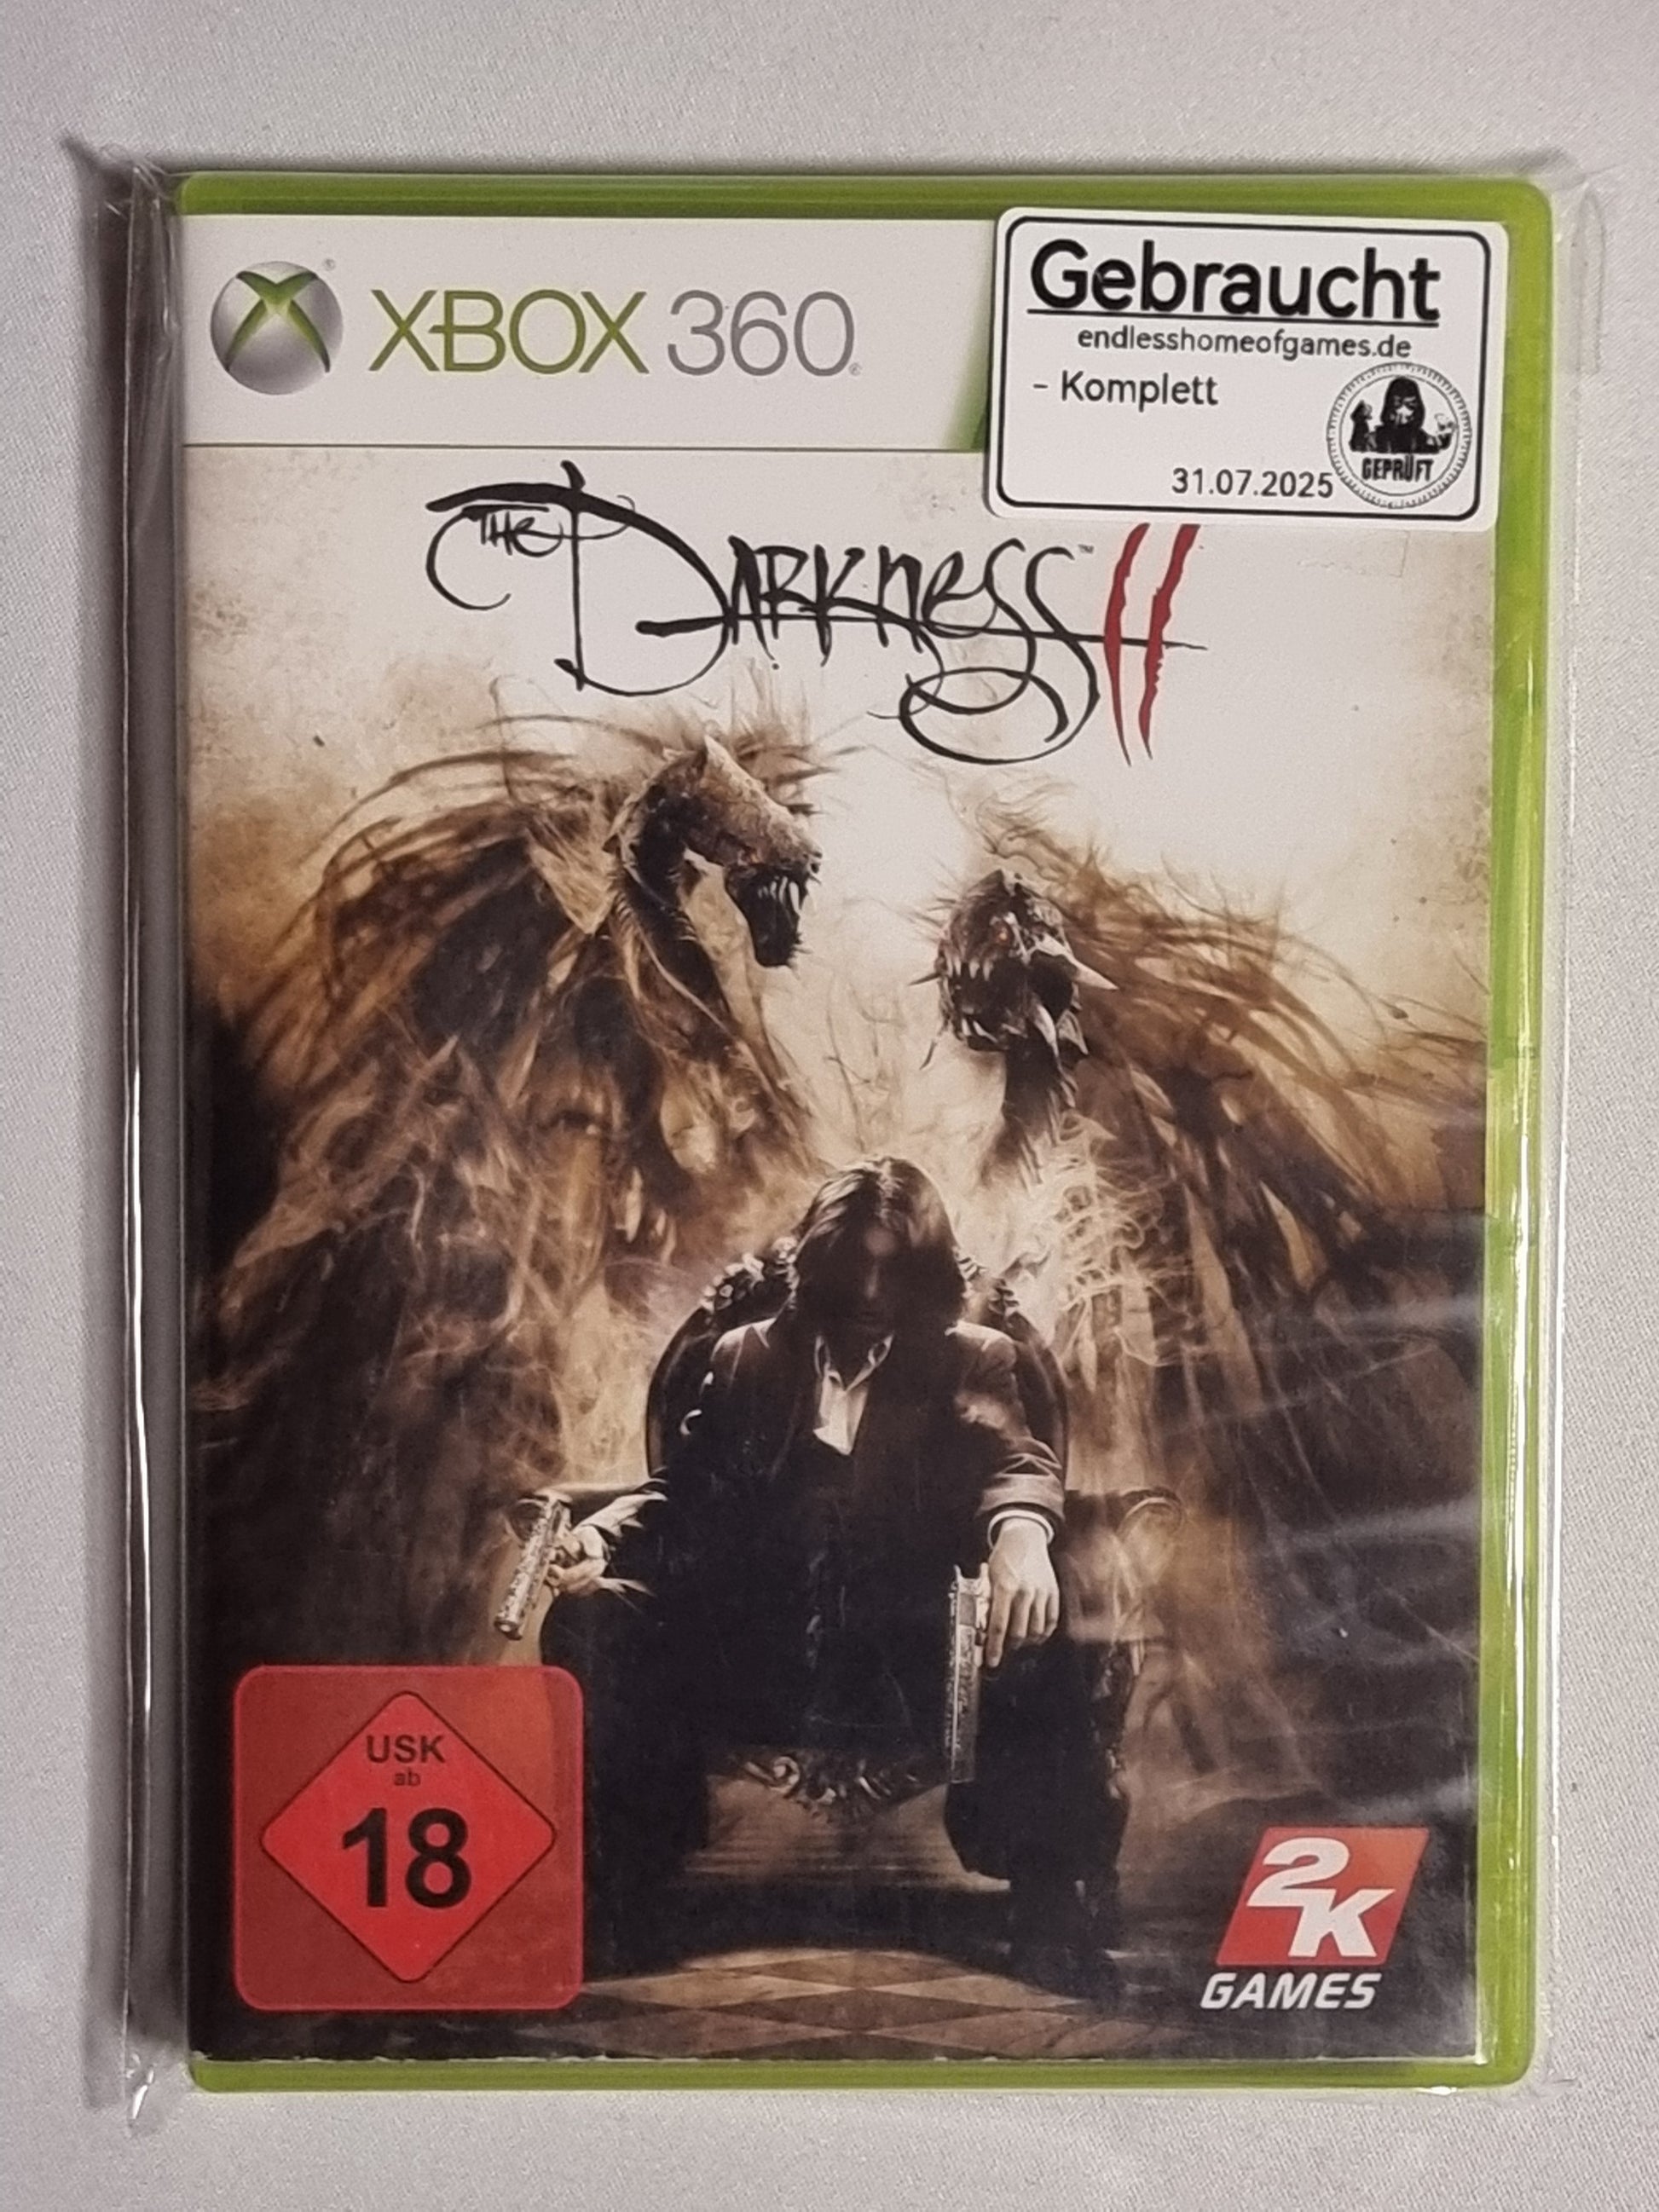 XBOX 360
Gebraucht
endlesshomeofgames.de
- Komplett
GEPRÜFT
31.07.2025
THE DARKNESS II
USK
ab
18
2K
GAMES